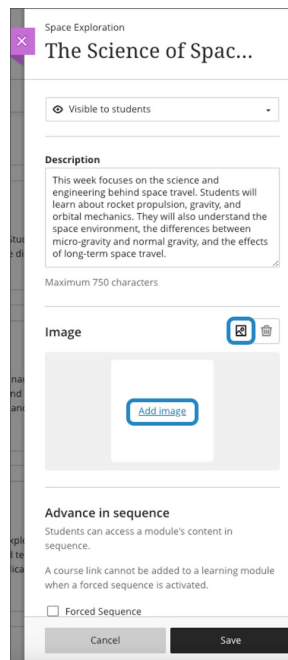 Space Exploration
The Science of Spac...
Visible to students
Description
This week focuses on the science and
engineering behind space travel. Students will
learn about rocket propulsion, gravity, and
orbital mechanics. They will also understand the
space environment, the differences between
micro-gravity and normal gravity, and the effects
of long-term space travel.
Maximum 750 characters
Image
Add image
Advance in sequence
Students can access a module's content in
sequence.
A course link cannot be added to a learning module
when a forced sequence is activated.
Forced Sequence
Cancel Save